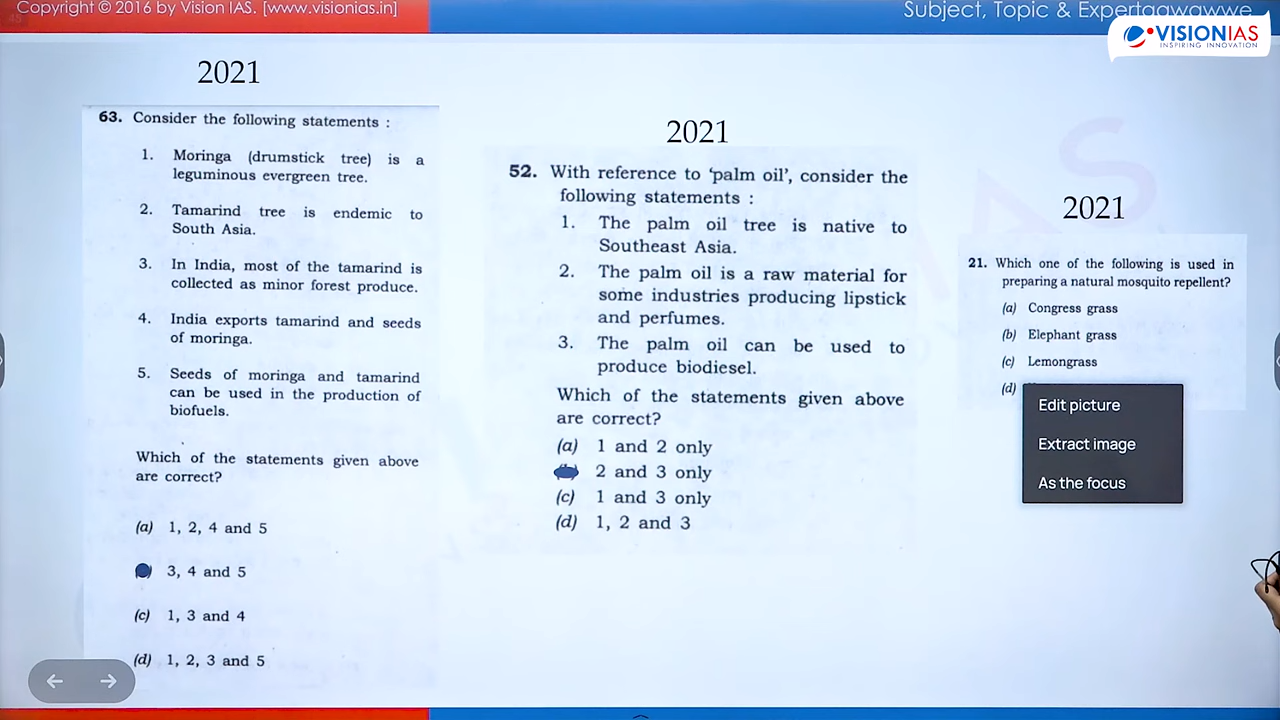 Copyright © 2016 by Vision IAS. [www.visionias.in]
Subject, Topic &
VISIONIAS
INSPIRING INNOVATION
2021
63. Consider the following statements :
1. Moringa (drumstick tree) is a
leguminous evergreen tree.
2. Tamarind tree is endemic to
South Asia.
3. In India, most of the tamarind is
collected as minor forest produce.
4. India exports tamarind and seeds
of moringa.
5. Seeds of moringa and tamarind
can be used in the production of
biofuels.
Which of the statements given above
are correct?
(a) 1, 2, 4 and 5
3, 4 and 5
(c) 1, 3 and 4
(d) 1, 2, 3 and 5
2021
52. With reference to 'palm oil', consider the
following statements :
1. The palm oil tree is native to
Southeast Asia.
2. The palm oil is a raw material for
some industries producing lipstick
and perfumes.
3. The palm oil can be used to
produce biodiesel.
Which of the statements given above
are correct?
(a) 1 and 2 only
2 and 3 only
(c) 1 and 3 only
(d) 1, 2 and 3
2021
21. Which one of the following is used in
preparing a natural mosquito repellent?
(a) Congress grass
(b) Elephant grass
(c) Lemongrass
(d)
Edit picture
Extract image
As the focus